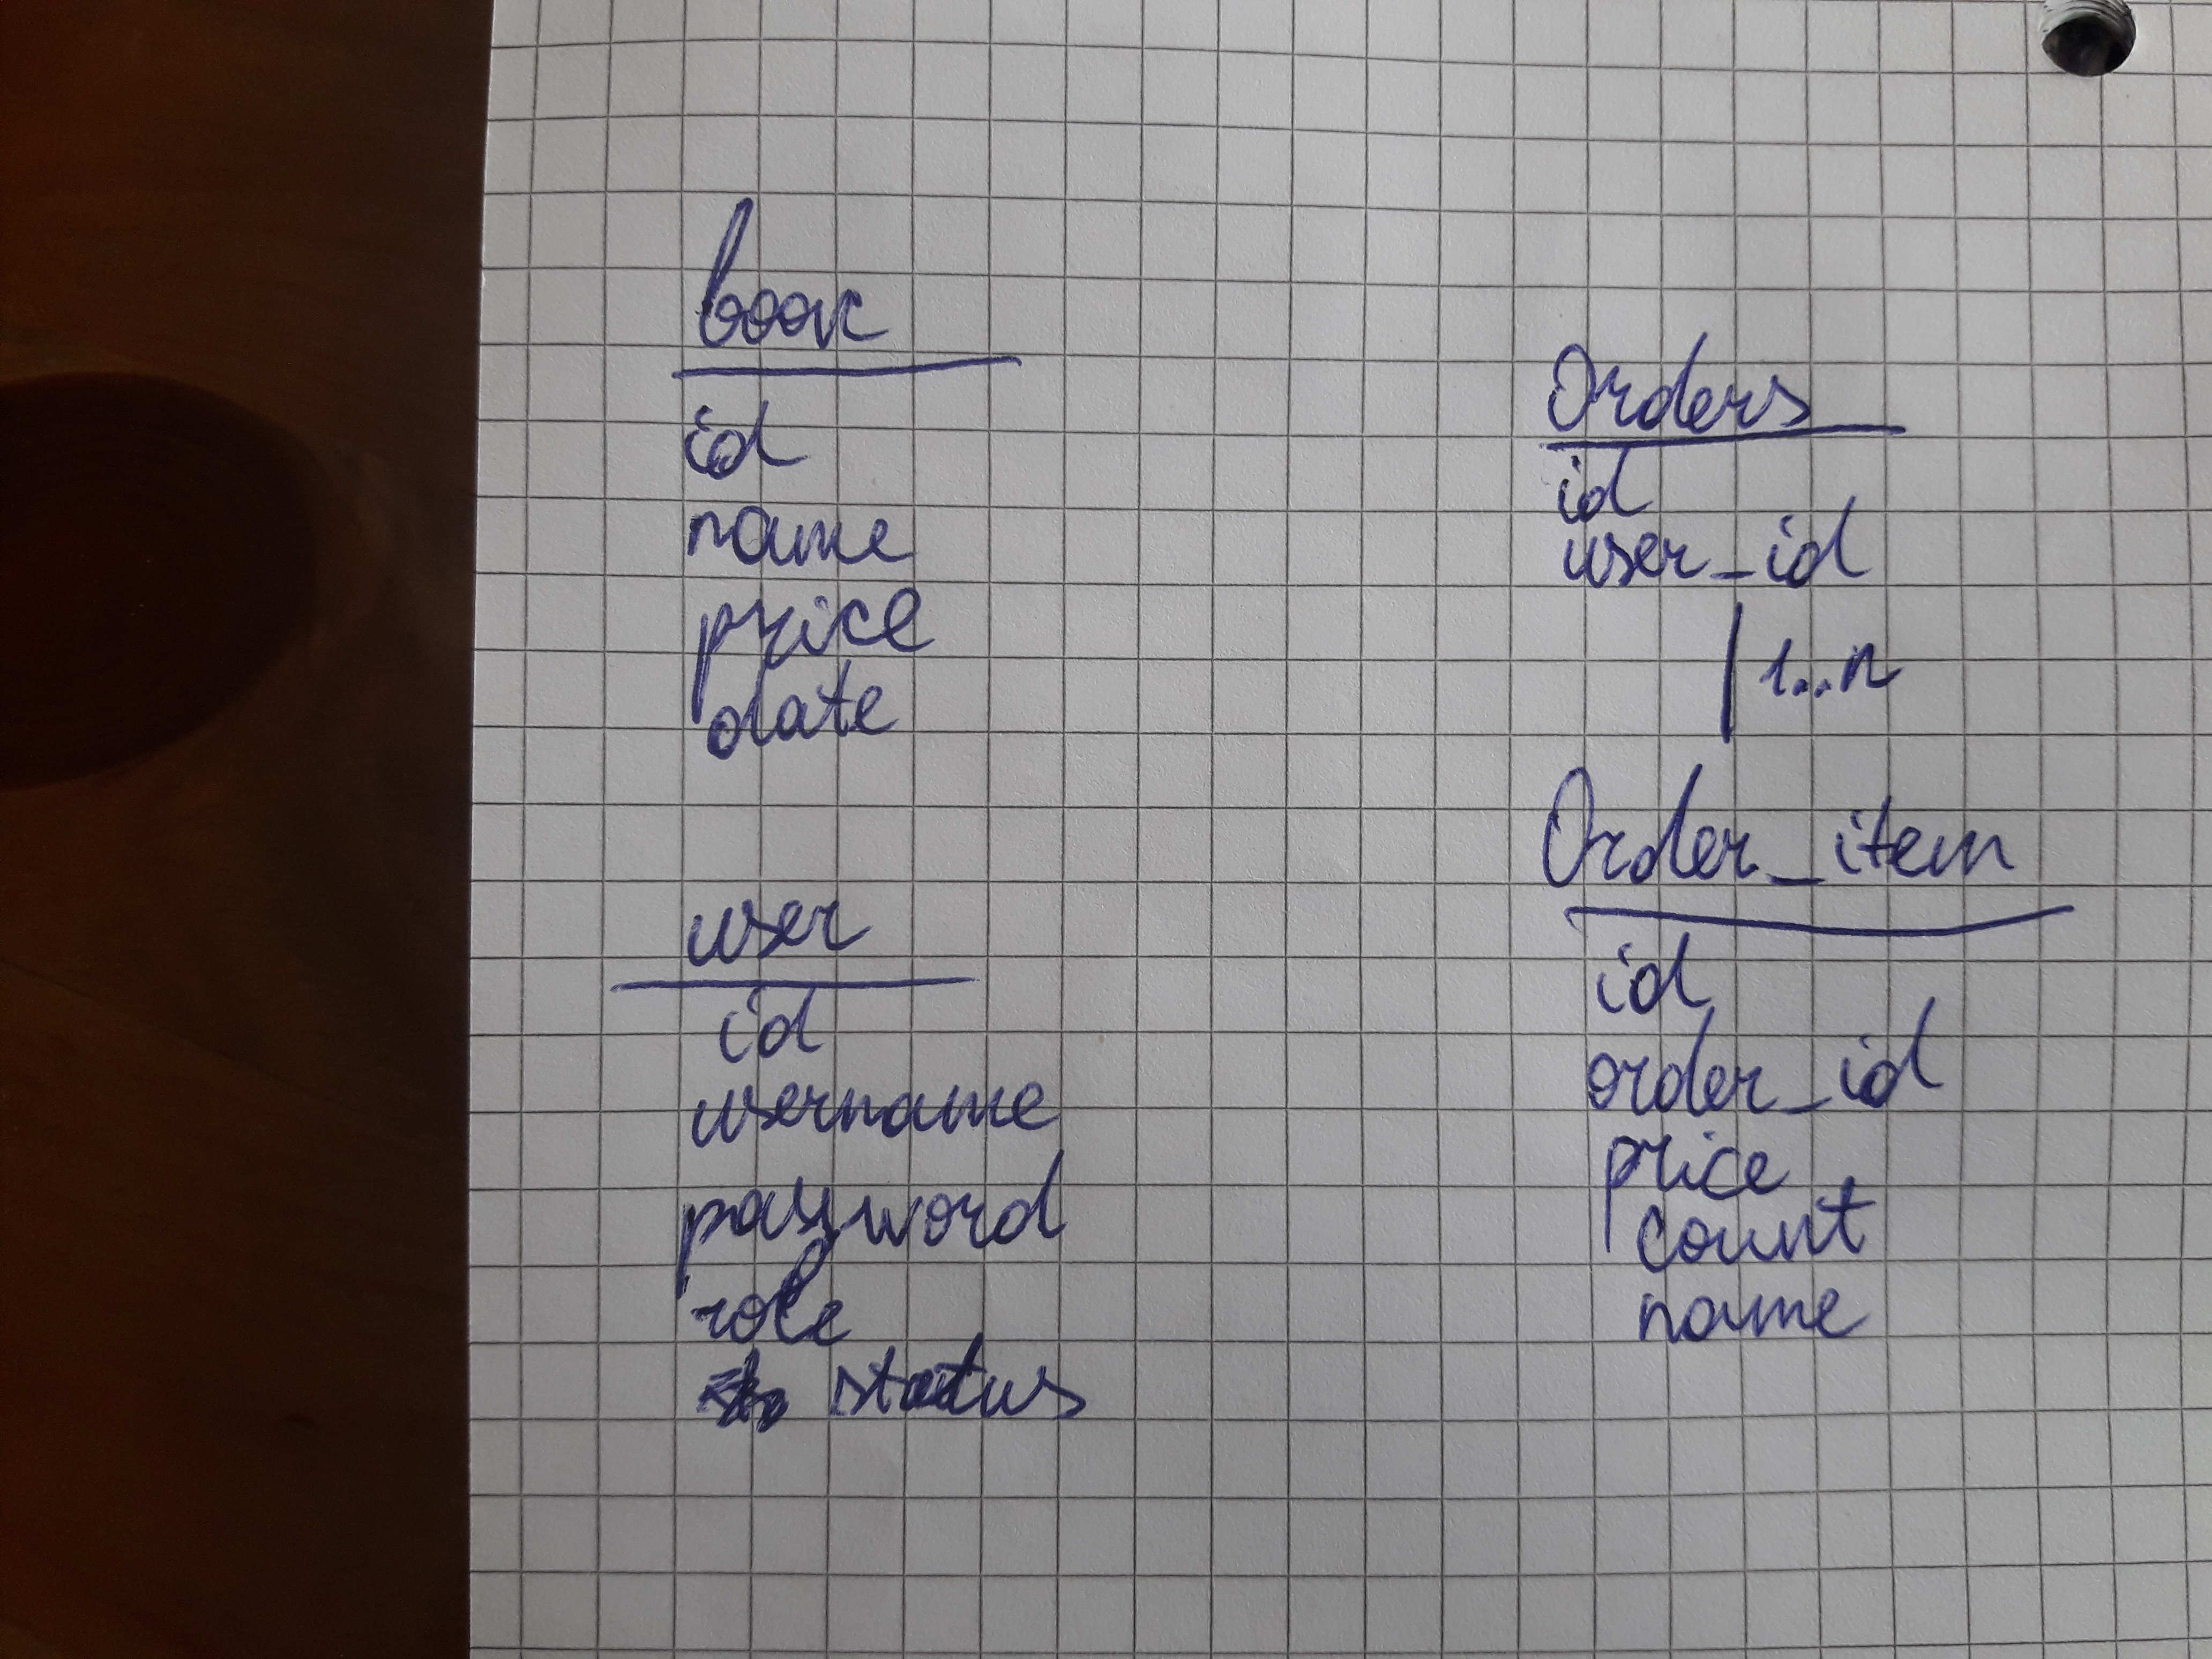 book
id
name
price
date
user
id
username
password
role
status
Orders
id
user_id
1..n
Order_item
id
order_id
price
count
name